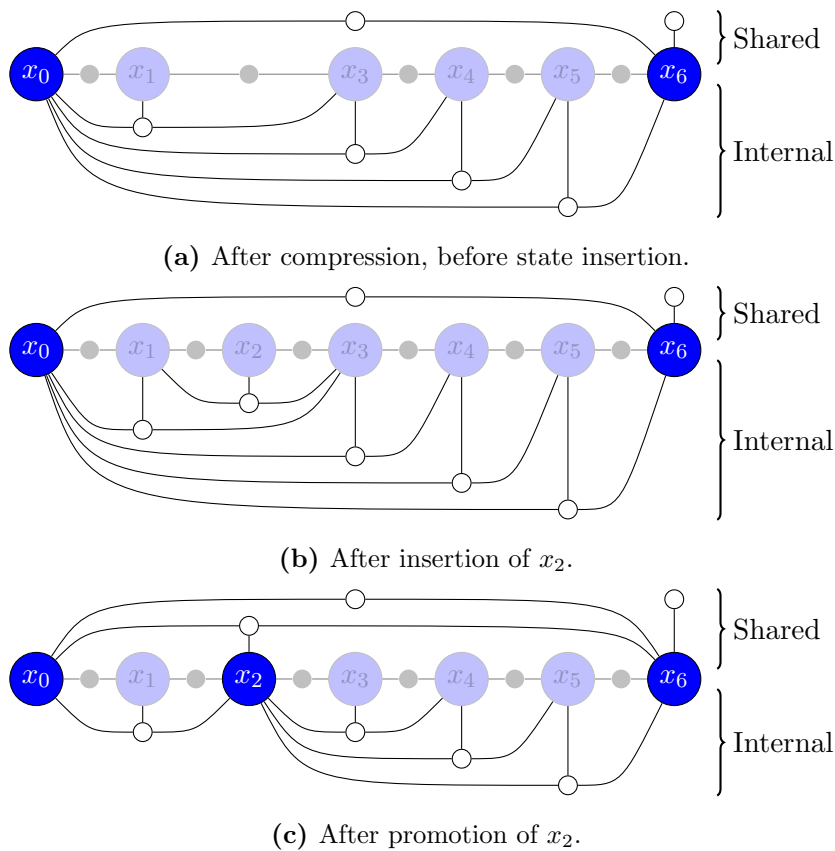 Shared
x₀ x₁ x₃ x₄ x₅ x₆
Internal
(a) After compression, before state insertion.
Shared
x₀ x₁ x₂ x₃ x₄ x₅ x₆
Internal
(b) After insertion of x₂.
Shared
x₀ x₁ x₂ x₃ x₄ x₅ x₆
Internal
(c) After promotion of x₂.